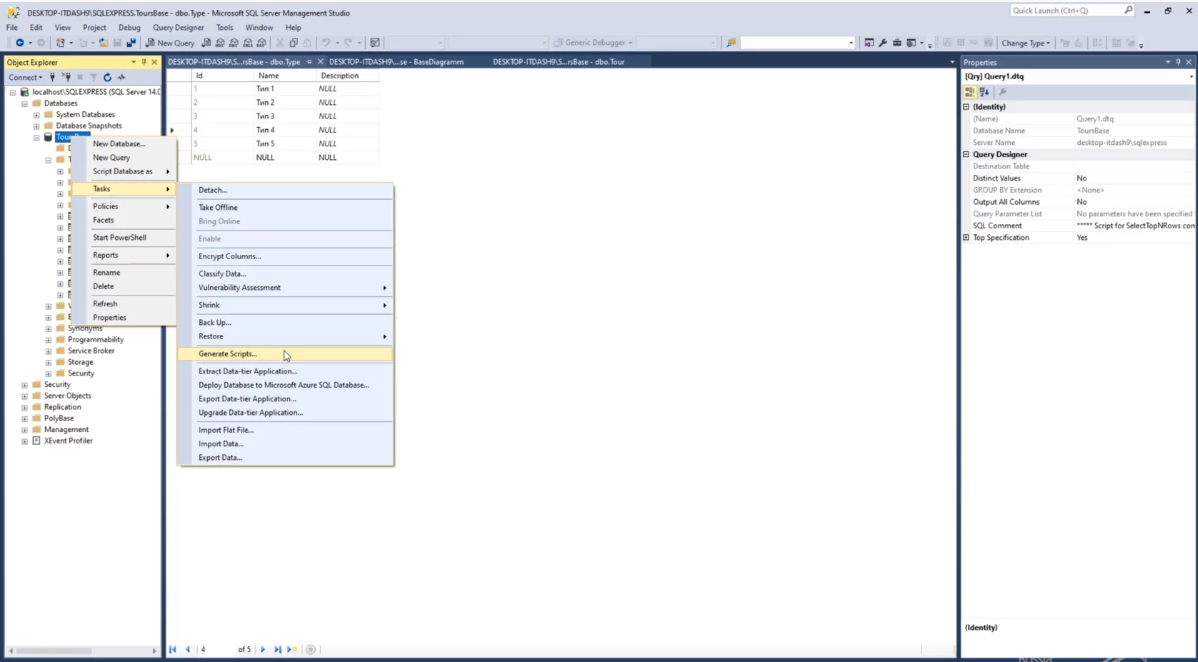 DESKTOP-ITDASH9\SQLEXPRESS.ToursBase - dbo.Type - Microsoft SQL Server Management Studio
Quick Launch (Ctrl+Q)
File Edit View Project Debug Query Designer Tools Window Help
New Query
Generic Debugger
Change Type
Object Explorer
Connect
localhost\SQLEXPRESS (SQL Server 14.0
Databases
System Databases
Database Snapshots
Synonyms
Programmability
Service Broker
Storage
Security
Security
Server Objects
Replication
PolyBase
Management
XEvent Profiler
New Database...
New Query
Script Database as
Tasks
Policies
Facets
Start PowerShell
Reports
Rename
Delete
Refresh
Properties
Detach...
Take Offline
Bring Online
Enable
Encrypt Columns...
Classify Data...
Vulnerability Assessment
Shrink
Back Up...
Restore
Generate Scripts...
Extract Data-tier Application...
Deploy Database to Microsoft Azure SQL Database...
Export Data-tier Application...
Upgrade Data-tier Application...
Import Flat File...
Import Data...
Export Data...
DESKTOP-ITDASH9\S...rsBase - dbo.Type DESKTOP-ITDASH9\...se - BaseDiagramm DESKTOP-ITDASH9\S...rsBase - dbo.Tour
Id Name Description
1 Тип 1 NULL
2 Тип 2 NULL
3 Тип 3 NULL
4 Тип 4 NULL
5 Тип 5 NULL
NULL NULL NULL
4 of 5
Properties
[Qry] Query1.dtq
(Identity)
(Name) Query1.dtq
Database Name ToursBase
Server Name desktop-itdash9\sqlexpress
Query Designer
Destination Table
Distinct Values No
GROUP BY Extension <None>
Output All Columns No
Query Parameter List No parameters have been specified
SQL Comment ***** Script for SelectTopNRows con
Top Specification Yes
(Identity)